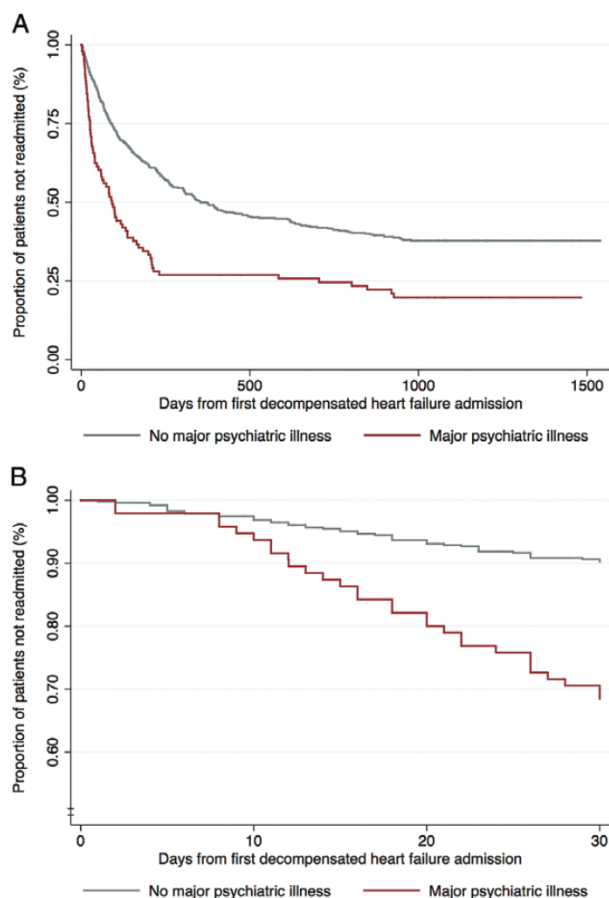 A
Proportion of patients not readmitted (%)
1.00
0.75
0.50
0.25
0.00
0
500
1000
1500
Days from first decompensated heart failure admission
No major psychiatric illness
Major psychiatric illness
B
Proportion of patients not readmitted (%)
1.00
0.90
0.80
0.70
0.60
0
10
20
30
Days from first decompensated heart failure admission
No major psychiatric illness
Major psychiatric illness